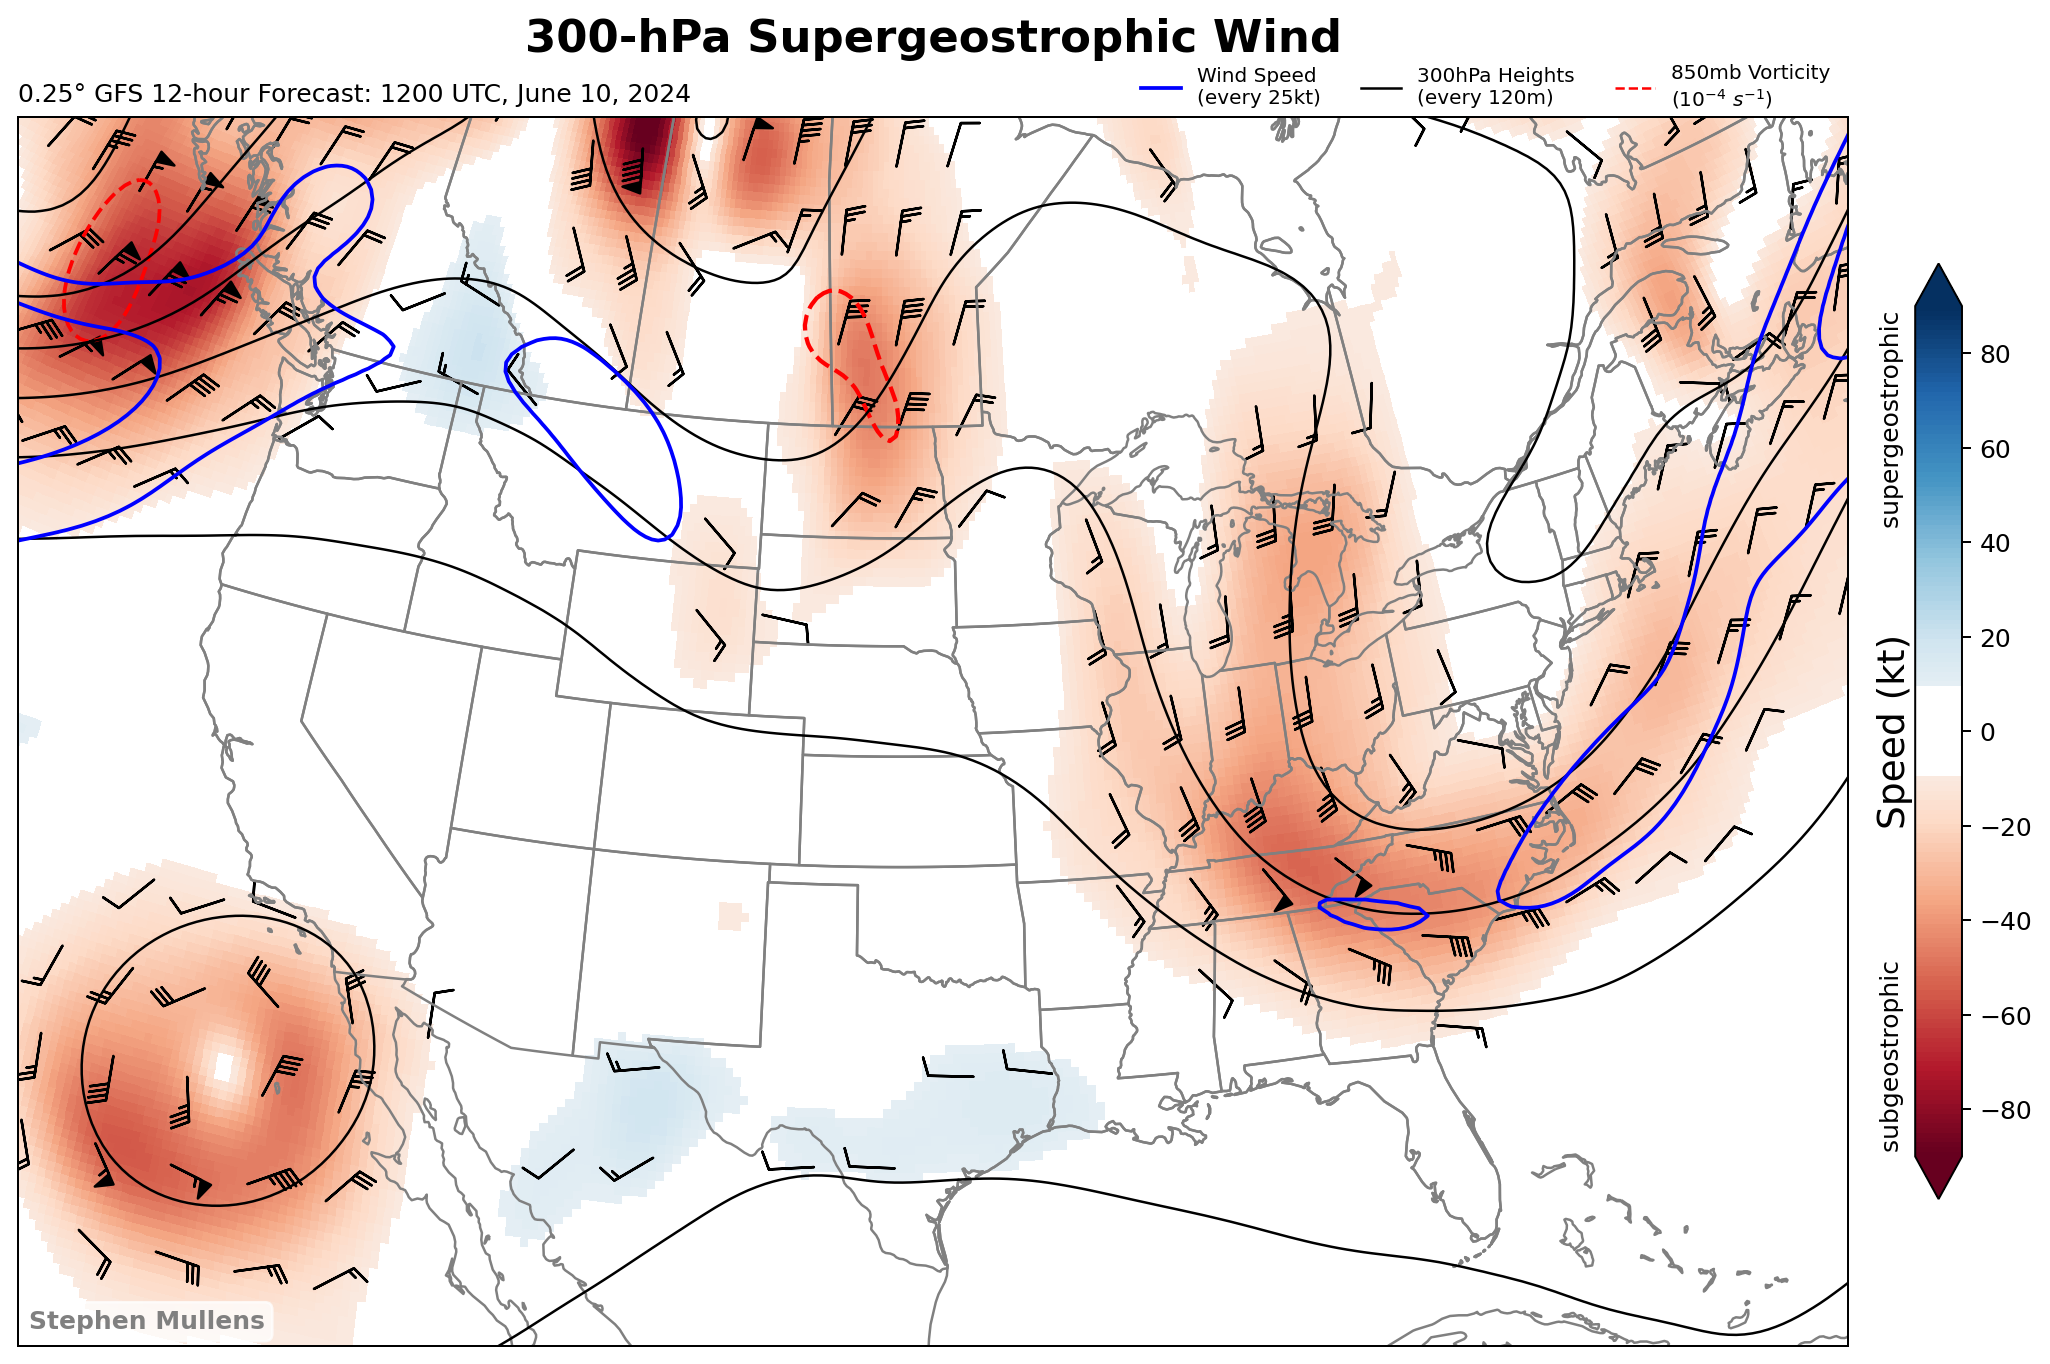 300-hPa Supergeostrophic Wind
0.25° GFS 12-hour Forecast: 1200 UTC, June 10, 2024
Wind Speed
(every 25kt)
300hPa Heights
(every 120m)
850mb Vorticity
(10⁻⁴ s⁻¹)
supergeostrophic
Speed (kt)
subgeostrophic
80
60
40
20
0
−20
−40
−60
−80
Stephen Mullens